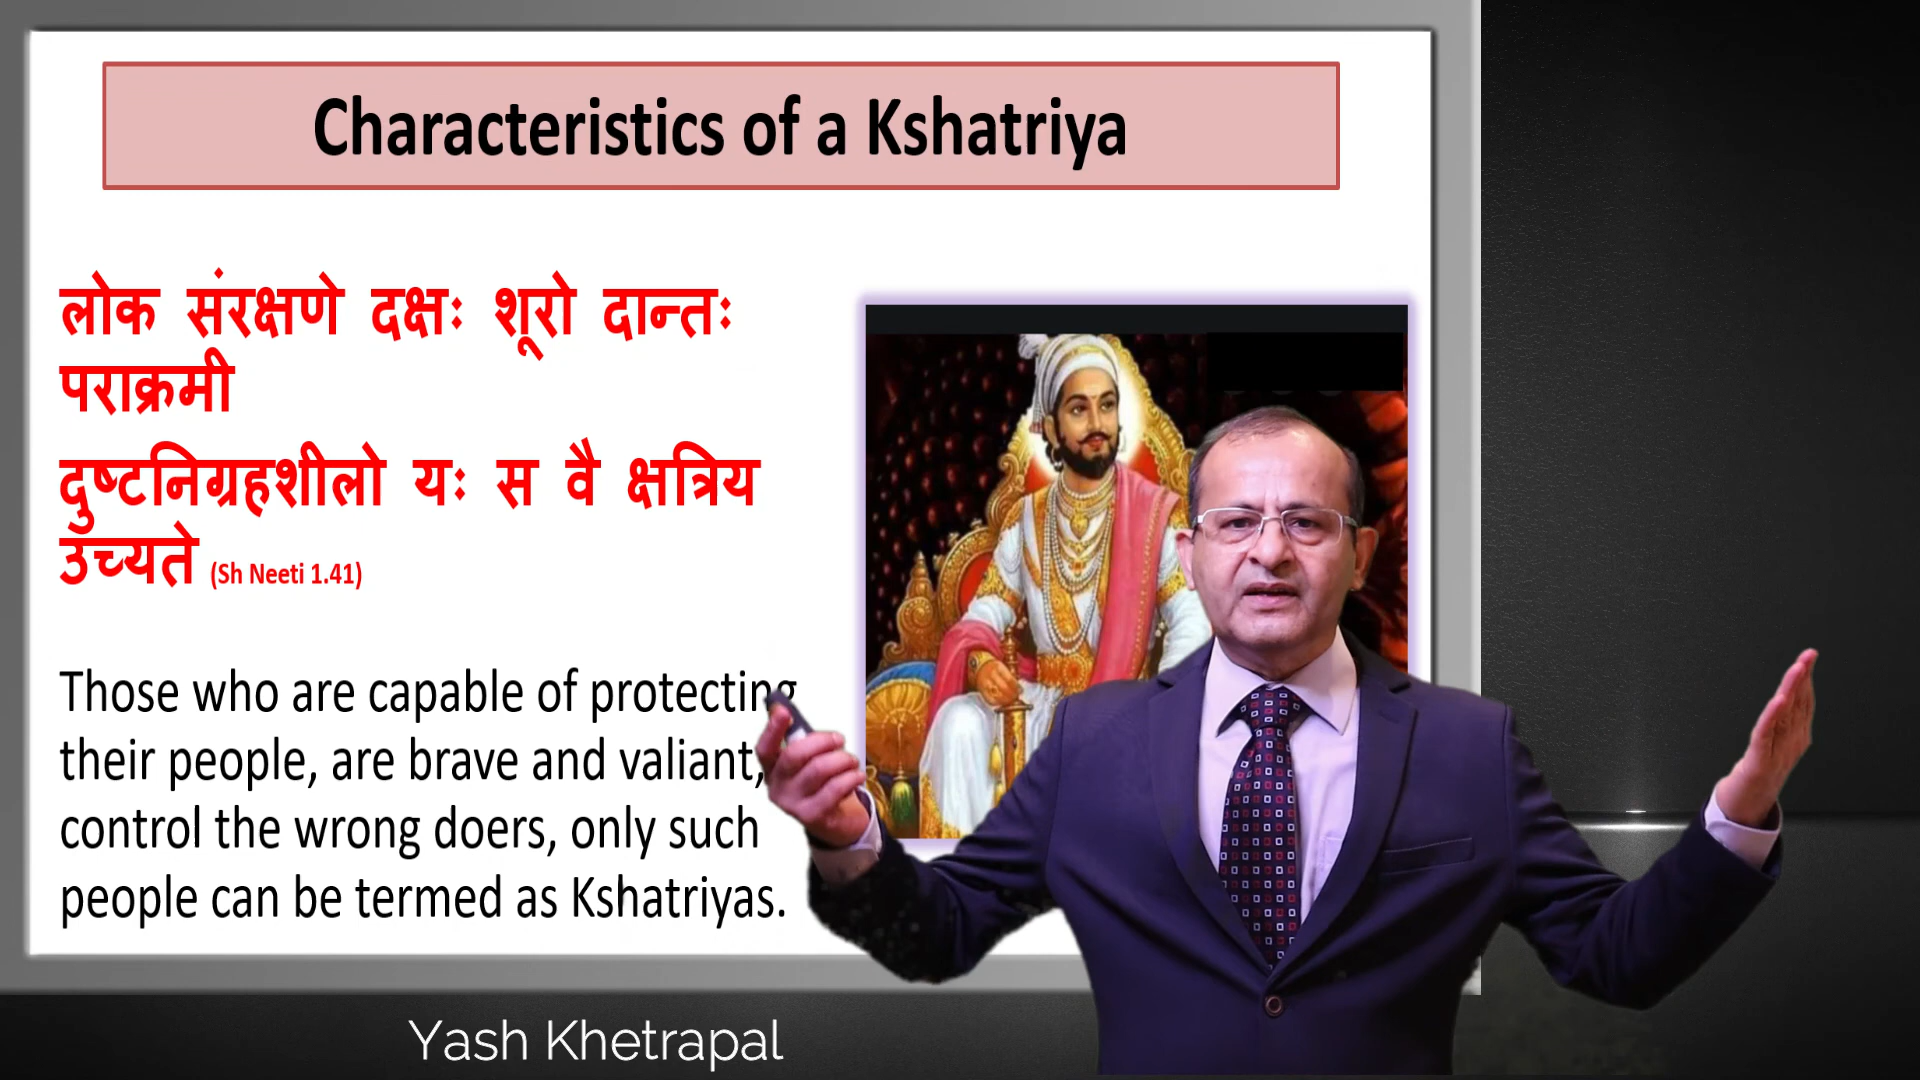 Characteristics of a Kshatriya
लोक संरक्षणे दक्षः शूरो दान्तः
पराक्रमी
दुष्टनिग्रहशीलो यः स वै क्षत्रिय
उच्यते (Sh Neeti 1.41)
Those who are capable of protecting
their people, are brave and valiant,
control the wrong doers, only such
people can be termed as Kshatriyas.
Yash Khetrapal